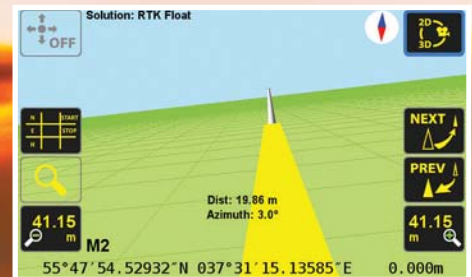 Solution: RTK Float
OFF
2D
3D
N START
E STOP
H
NEXT
PREV
Dist: 19.86 m
Azimuth: 3.0°
41.15
m
41.15
m
M2
55°47'54.52932"N 037°31'15.13585"E 0.000m